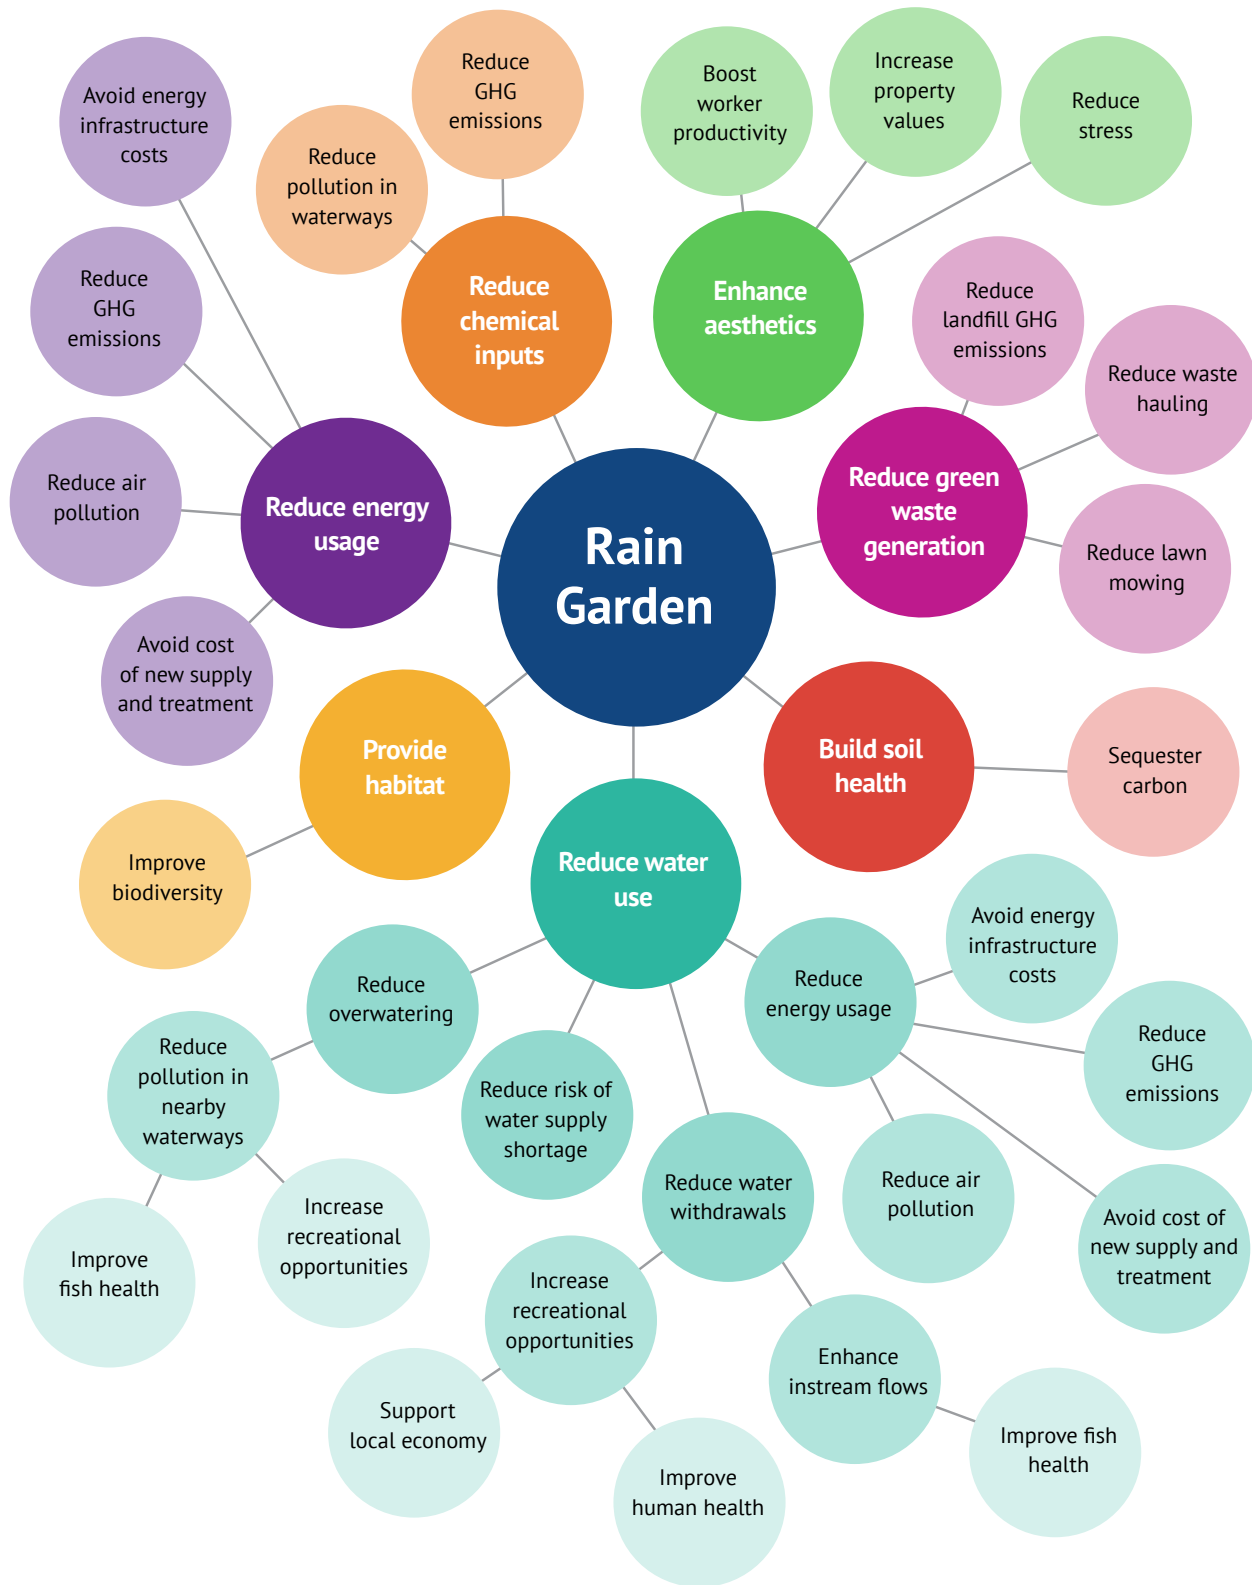 Avoid energy
infrastructure
costs
Reduce
pollution in
waterways
Reduce
GHG
emissions
Boost
worker
productivity
Increase
property
values
Reduce
stress
Reduce
GHG
emissions
Reduce
chemical
inputs
Enhance
aesthetics
Reduce
landfill GHG
emissions
Reduce waste
hauling
Reduce air
pollution
Reduce energy
usage
Rain
Garden
Reduce green
waste
generation
Reduce lawn
mowing
Avoid cost
of new supply
and treatment
Provide
habitat
Build soil
health
Sequester
carbon
Improve
biodiversity
Reduce water
use
Reduce
overwatering
Reduce
energy usage
Avoid energy
infrastructure
costs
Reduce
pollution in
nearby
waterways
Reduce risk of
water supply
shortage
Reduce
GHG
emissions
Reduce water
withdrawals
Reduce air
pollution
Avoid cost of
new supply and
treatment
Improve
fish health
Increase
recreational
opportunities
Increase
recreational
opportunities
Enhance
instream flows
Support
local economy
Improve
human health
Improve fish
health